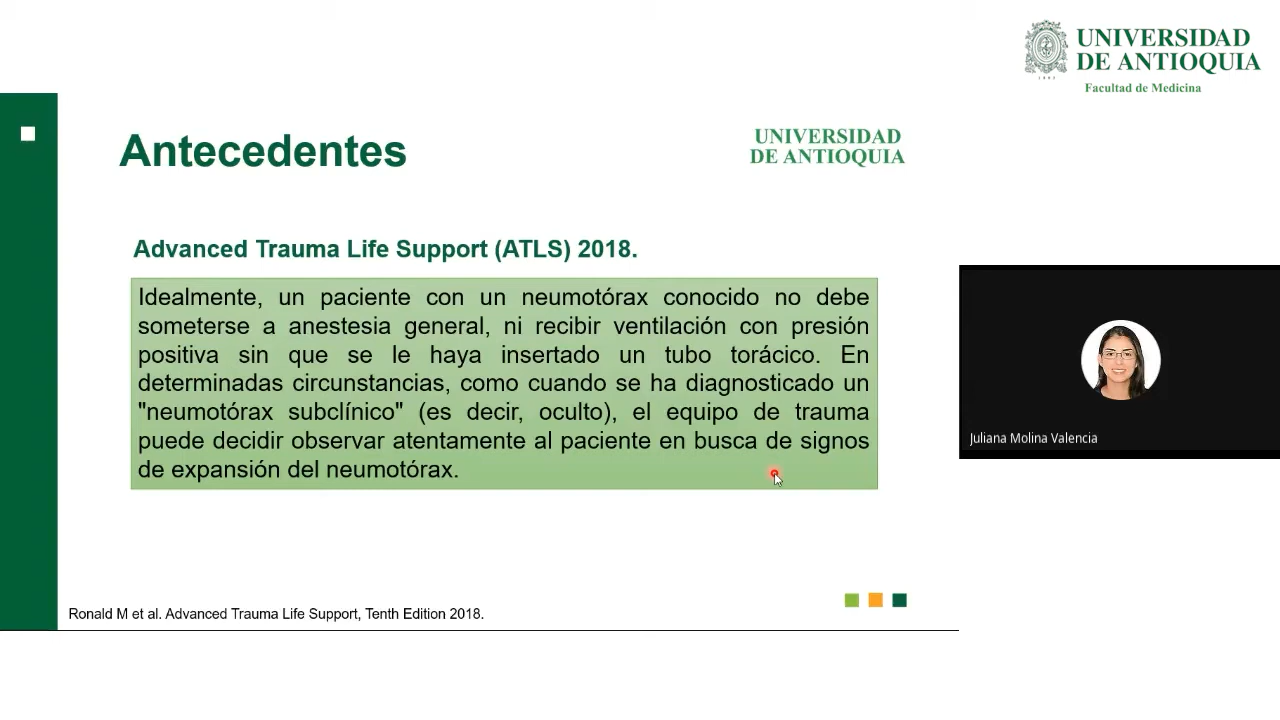 UNIVERSIDAD
DE ANTIOQUIA
1803
Facultad de Medicina
Antecedentes
UNIVERSIDAD
DE ANTIOQUIA
Advanced Trauma Life Support (ATLS) 2018.
Idealmente, un paciente con un neumotórax conocido no debe
someterse a anestesia general, ni recibir ventilación con presión
positiva sin que se le haya insertado un tubo torácico. En
determinadas circunstancias, como cuando se ha diagnosticado un
"neumotórax subclínico" (es decir, oculto), el equipo de trauma
puede decidir observar atentamente al paciente en busca de signos
de expansión del neumotórax.
Juliana Molina Valencia
Ronald M et al. Advanced Trauma Life Support, Tenth Edition 2018.